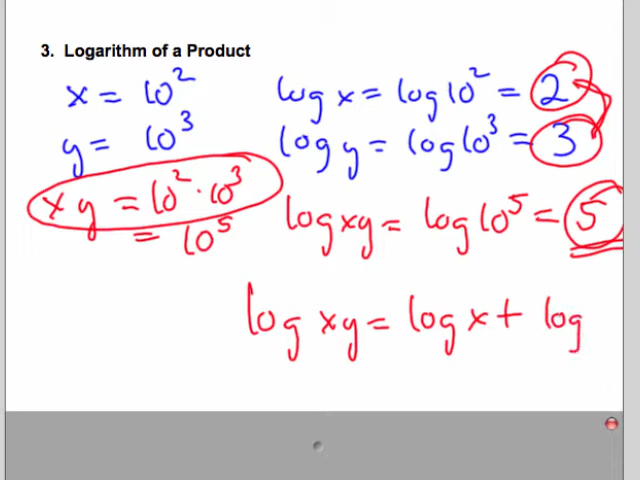 3. Logarithm of a Product
x = 10² log x = log 10² = 2
y = 10³ log y = log 10³ = 3
xy = 10² · 10³
= 10⁵ log xy = log 10⁵ = 5
log xy = log x + log